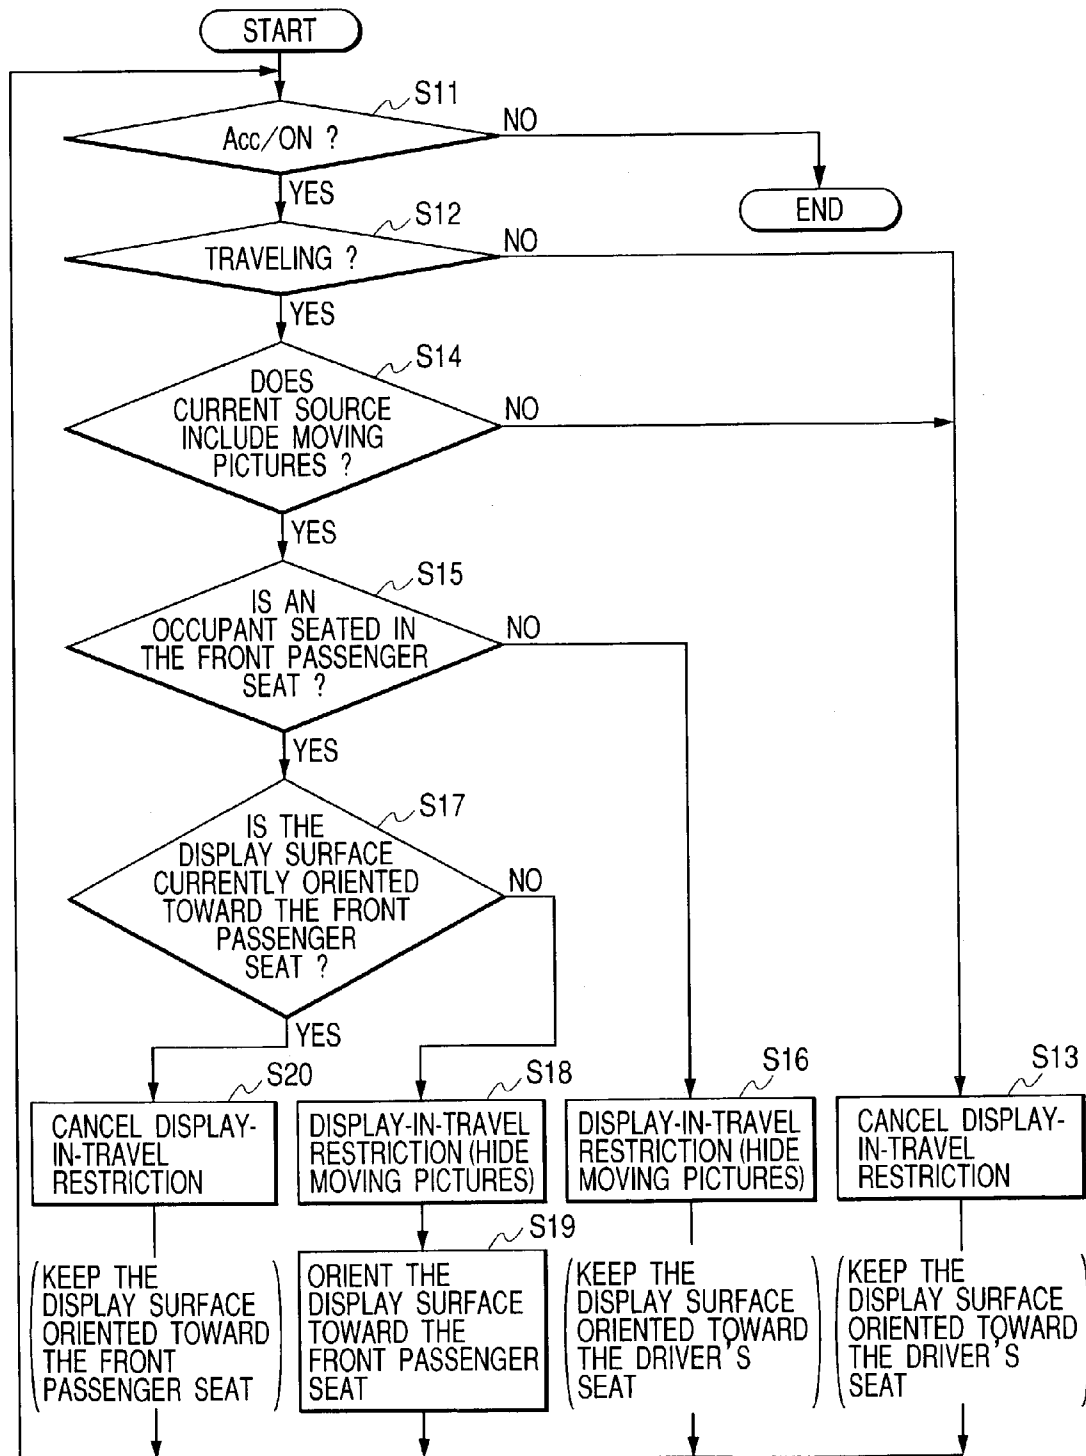 START
S11
Acc/ON ?
NO
YES
END
S12
TRAVELING ?
NO
YES
S14
DOES
CURRENT SOURCE
INCLUDE MOVING
PICTURES ?
NO
YES
S15
IS AN
OCCUPANT SEATED IN
THE FRONT PASSENGER
SEAT ?
NO
YES
S17
IS THE
DISPLAY SURFACE
CURRENTLY ORIENTED
TOWARD THE FRONT
PASSENGER
SEAT ?
NO
YES
S20
CANCEL DISPLAY-
IN-TRAVEL
RESTRICTION
(KEEP THE
DISPLAY SURFACE
ORIENTED TOWARD
THE FRONT
PASSENGER SEAT)
S18
DISPLAY-IN-TRAVEL
RESTRICTION (HIDE
MOVING PICTURES)
S19
ORIENT THE
DISPLAY SURFACE
TOWARD THE
FRONT PASSENGER
SEAT
S16
DISPLAY-IN-TRAVEL
RESTRICTION (HIDE
MOVING PICTURES)
(KEEP THE
DISPLAY SURFACE
ORIENTED TOWARD
THE DRIVER'S
SEAT)
S13
CANCEL DISPLAY-
IN-TRAVEL
RESTRICTION
(KEEP THE
DISPLAY SURFACE
ORIENTED TOWARD
THE DRIVER'S
SEAT)